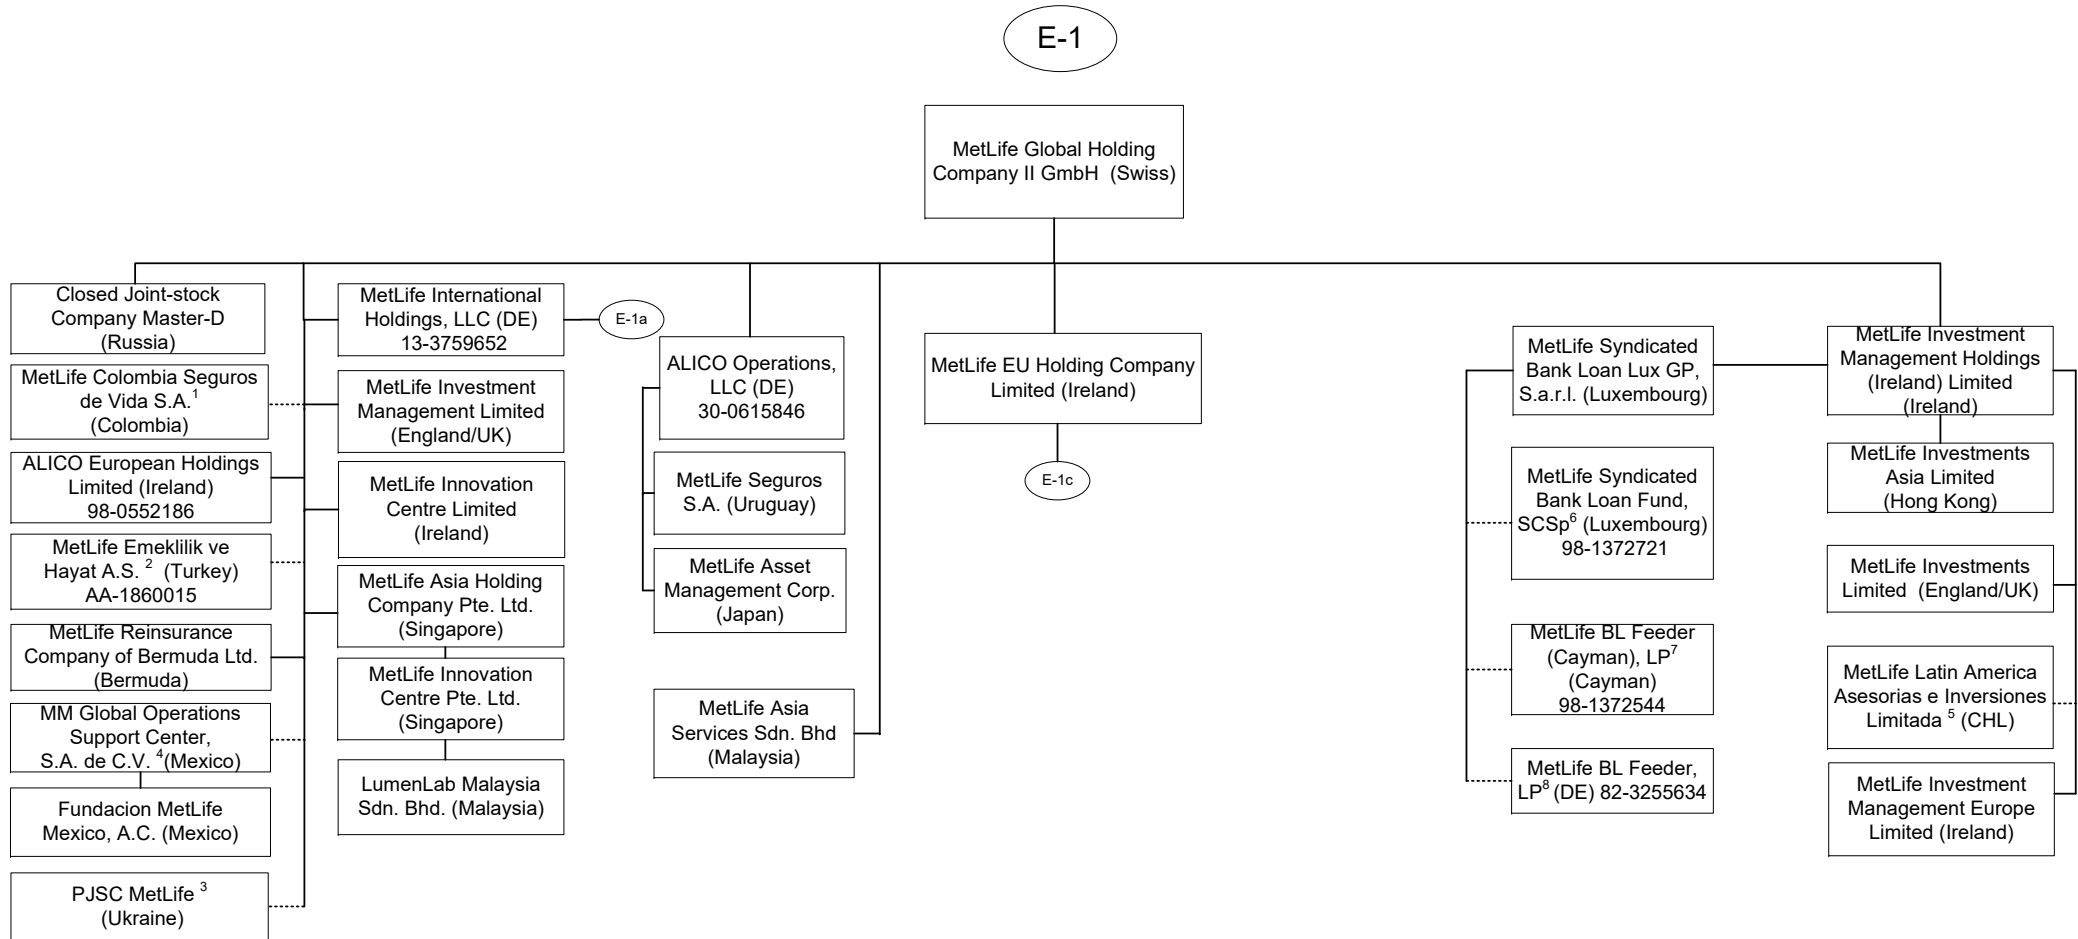 E-1
MetLife Global Holding
Company II GmbH (Swiss)
Closed Joint-stock
Company Master-D
(Russia)
MetLife Colombia Seguros
de Vida S.A.1
(Colombia)
ALICO European Holdings
Limited (Ireland)
98-0552186
MetLife Emeklilik ve
Hayat A.S. 2 (Turkey)
AA-1860015
MetLife Reinsurance
Company of Bermuda Ltd.
(Bermuda)
MM Global Operations
Support Center,
S.A. de C.V. 4(Mexico)
Fundacion MetLife
Mexico, A.C. (Mexico)
PJSC MetLife 3
(Ukraine)
MetLife International
Holdings, LLC (DE)
13-3759652
E-1a
MetLife Investment
Management Limited
(England/UK)
MetLife Innovation
Centre Limited
(Ireland)
MetLife Asia Holding
Company Pte. Ltd.
(Singapore)
MetLife Innovation
Centre Pte. Ltd.
(Singapore)
LumenLab Malaysia
Sdn. Bhd. (Malaysia)
ALICO Operations,
LLC (DE)
30-0615846
MetLife Seguros
S.A. (Uruguay)
MetLife Asset
Management Corp.
(Japan)
MetLife Asia
Services Sdn. Bhd
(Malaysia)
MetLife EU Holding Company
Limited (Ireland)
E-1c
MetLife Syndicated
Bank Loan Lux GP,
S.a.r.l. (Luxembourg)
MetLife Syndicated
Bank Loan Fund,
SCSp6 (Luxembourg)
98-1372721
MetLife BL Feeder
(Cayman), LP7
(Cayman)
98-1372544
MetLife BL Feeder,
LP8 (DE) 82-3255634
MetLife Investment
Management Holdings
(Ireland) Limited
(Ireland)
MetLife Investments
Asia Limited
(Hong Kong)
MetLife Investments
Limited (England/UK)
MetLife Latin America
Asesorias e Inversiones
Limitada 5 (CHL)
MetLife Investment
Management Europe
Limited (Ireland)